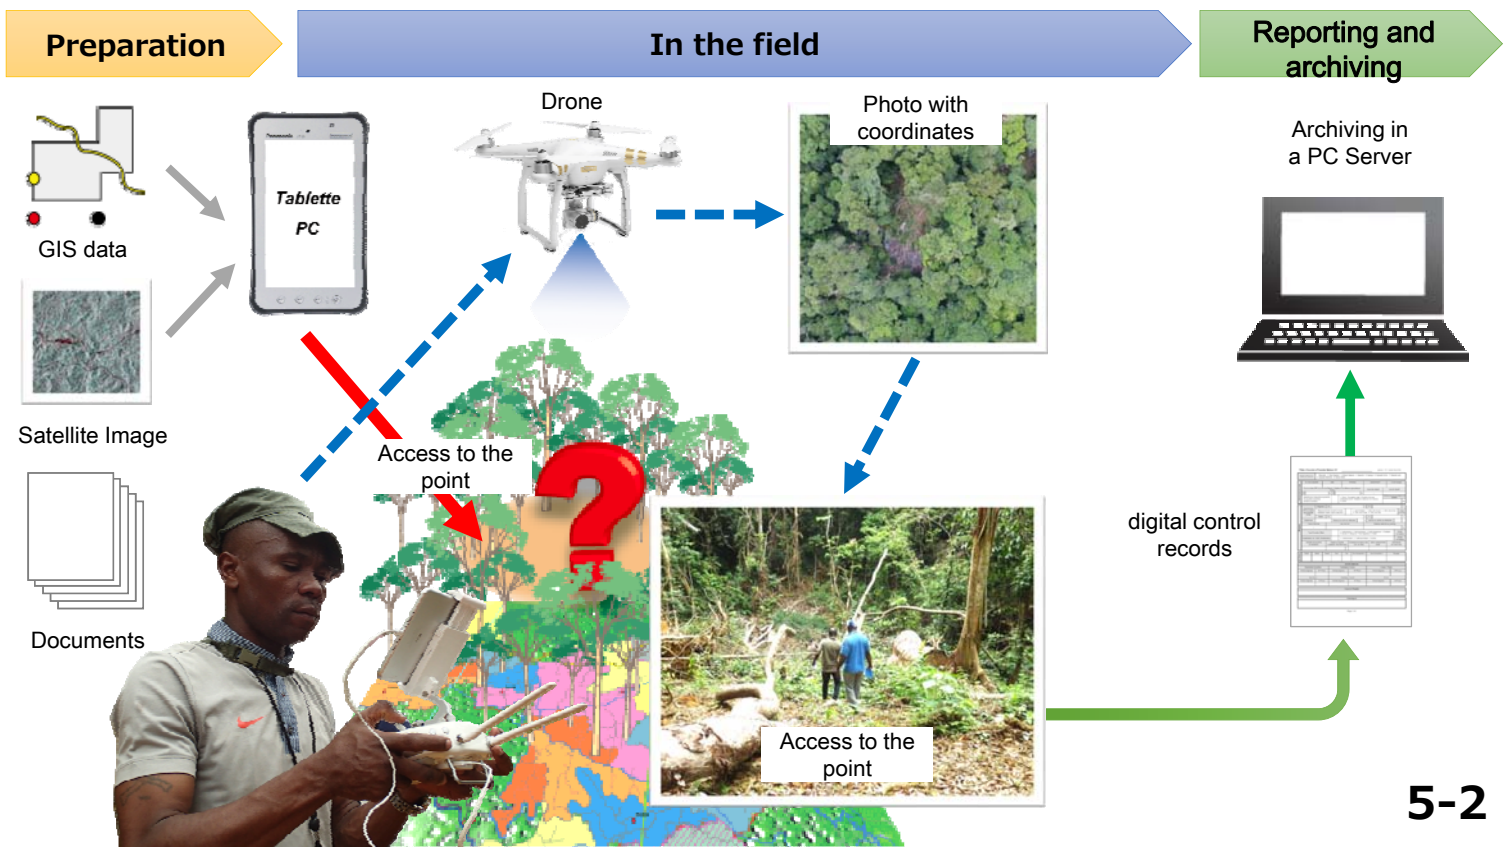 Preparation
In the field
Reporting and
archiving
GIS data
Satellite Image
Documents
Tablette
PC
Drone
Photo with
coordinates
Access to the
point
Access to the
point
Archiving in
a PC Server
digital control
records
5-2